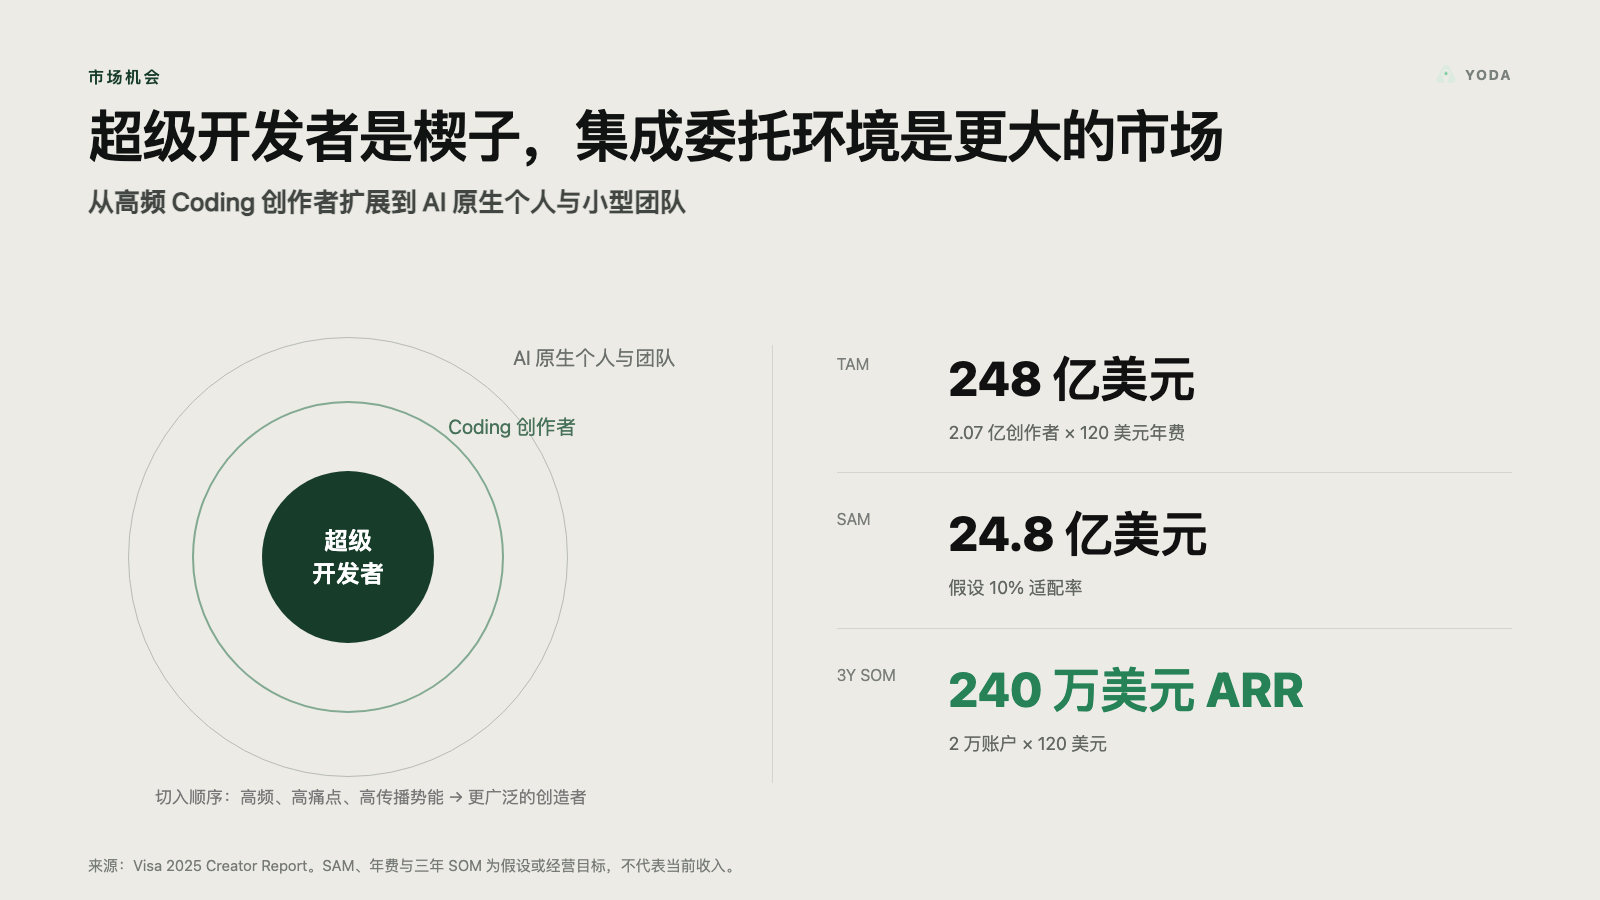 市场机会
YODA
超级开发者是楔子，集成委托环境是更大的市场
从高频 Coding 创作者扩展到 AI 原生个人与小型团队
AI 原生个人与团队
Coding 创作者
超级
开发者
切入顺序：高频、高痛点、高传播势能 → 更广泛的创造者
TAM
248 亿美元
2.07 亿创作者 × 120 美元年费
SAM
24.8 亿美元
假设 10% 适配率
3Y SOM
240 万美元 ARR
2 万账户 × 120 美元
来源：Visa 2025 Creator Report。SAM、年费与三年 SOM 为假设或经营目标，不代表当前收入。